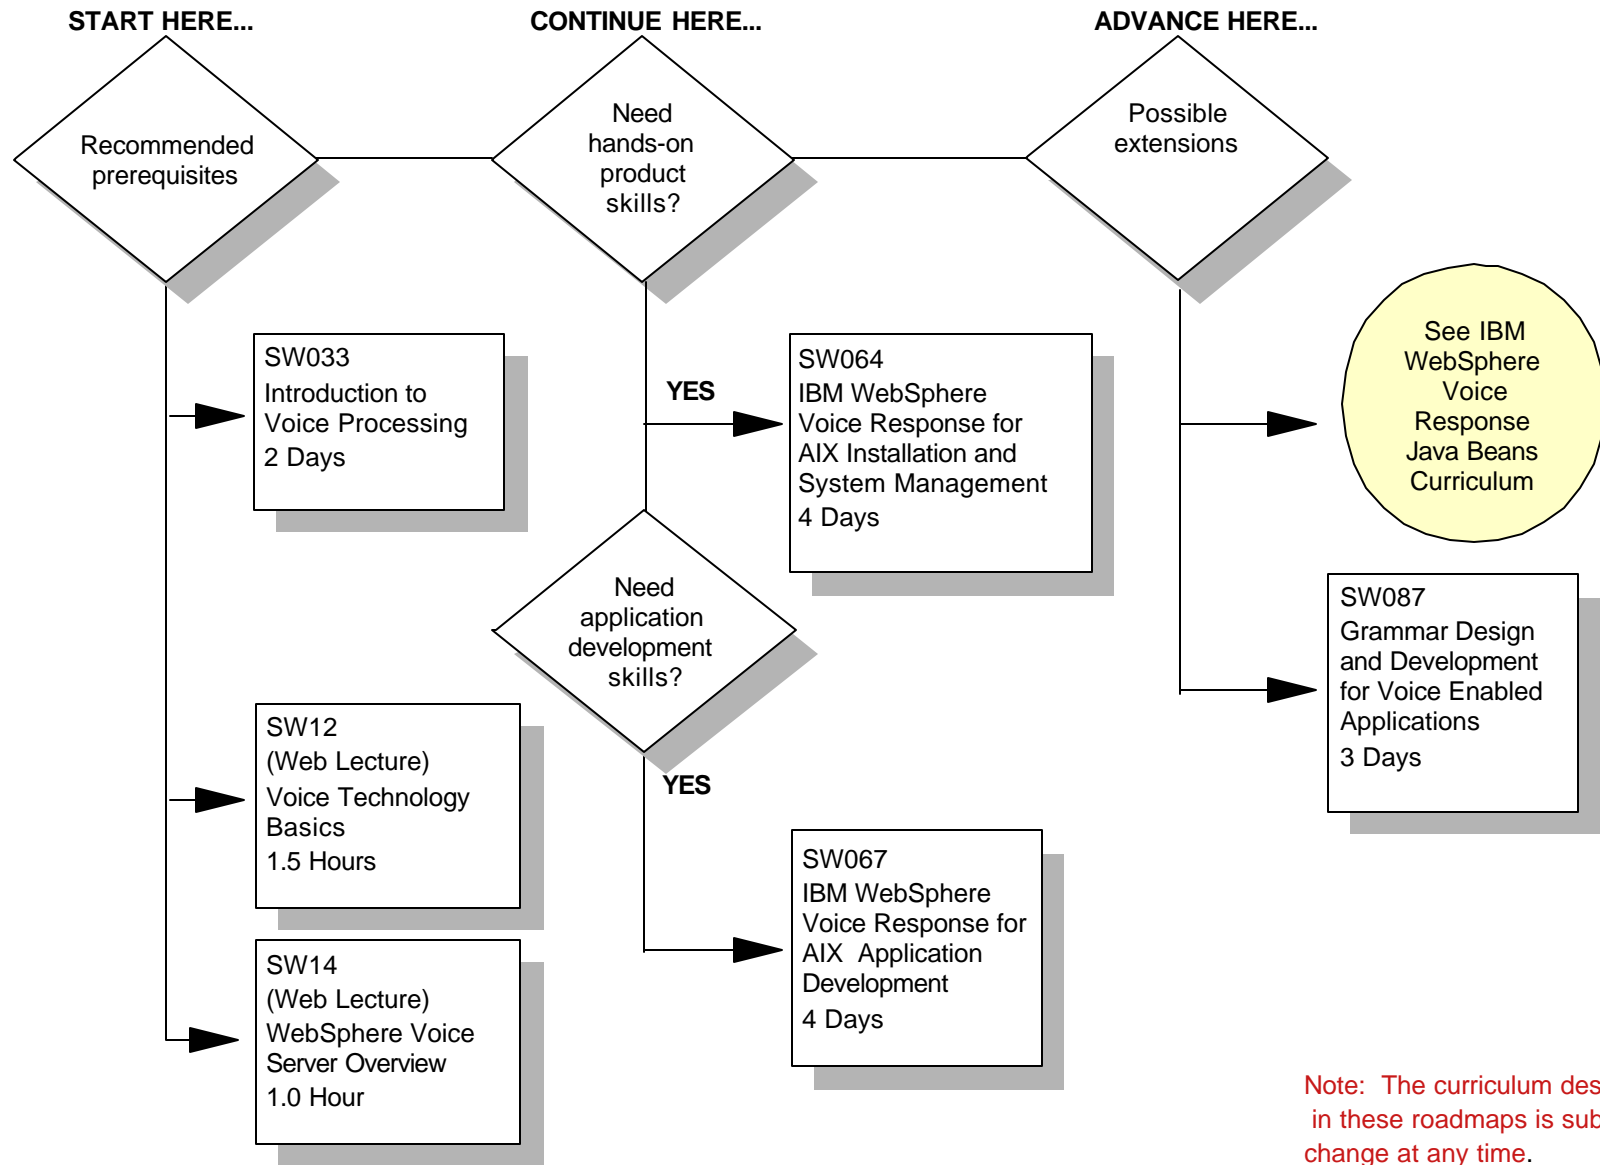 START HERE...
CONTINUE HERE...
ADVANCE HERE...
Recommended
prerequisites
Need
hands-on
product
skills?
Possible
extensions
SW033
Introduction to
Voice Processing
2 Days
YES
SW064
IBM WebSphere
Voice Response for
AIX Installation and
System Management
4 Days
See IBM
WebSphere
Voice
Response
Java Beans
Curriculum
Need
application
development
skills?
SW087
Grammar Design
and Development
for Voice Enabled
Applications
3 Days
SW12
(Web Lecture)
Voice Technology
Basics
1.5 Hours
YES
SW067
IBM WebSphere
Voice Response for
AIX Application
Development
4 Days
SW14
(Web Lecture)
WebSphere Voice
Server Overview
1.0 Hour
Note: The curriculum
in these roadmaps is
change at any time.